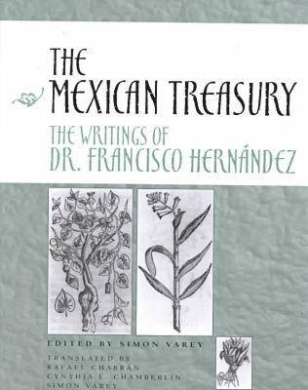 THE
MEXICAN TREASURY
THE WRITINGS OF
DR. FRANCISCO HERNÁNDEZ
EDITED BY SIMON VAREY
TRANSLATED BY
RAFAEL CHABRÁN
CYNTHIA L. CHAMBERLIN
SIMON VAREY